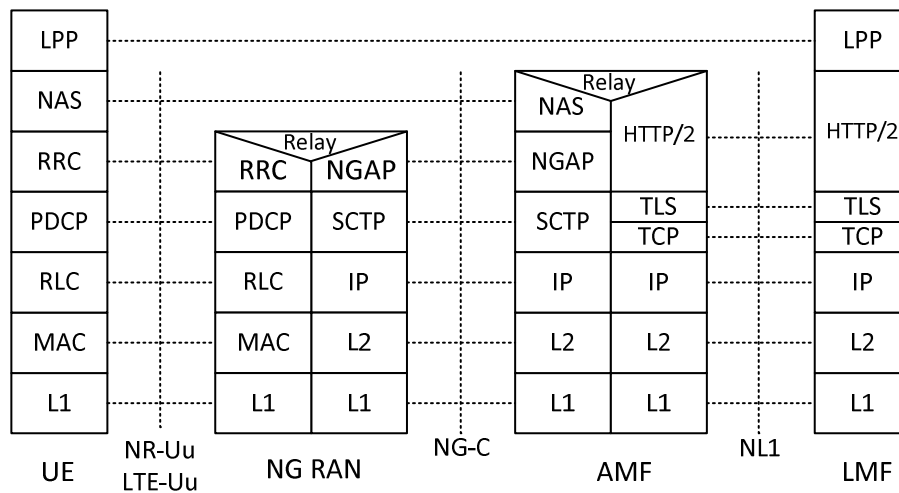 LPP LPP
Relay
NAS NAS
HTTP/2 HTTP/2
Relay
RRC RRC NGAP NGAP
TLS TLS
PDCP PDCP SCTP SCTP
TCP TCP
RLC RLC IP IP IP IP
MAC MAC L2 L2 L2 L2
L1 L1 L1 L1 L1 L1
NR-Uu
LTE-Uu
NG-C
NL1
UE NG RAN AMF LMF